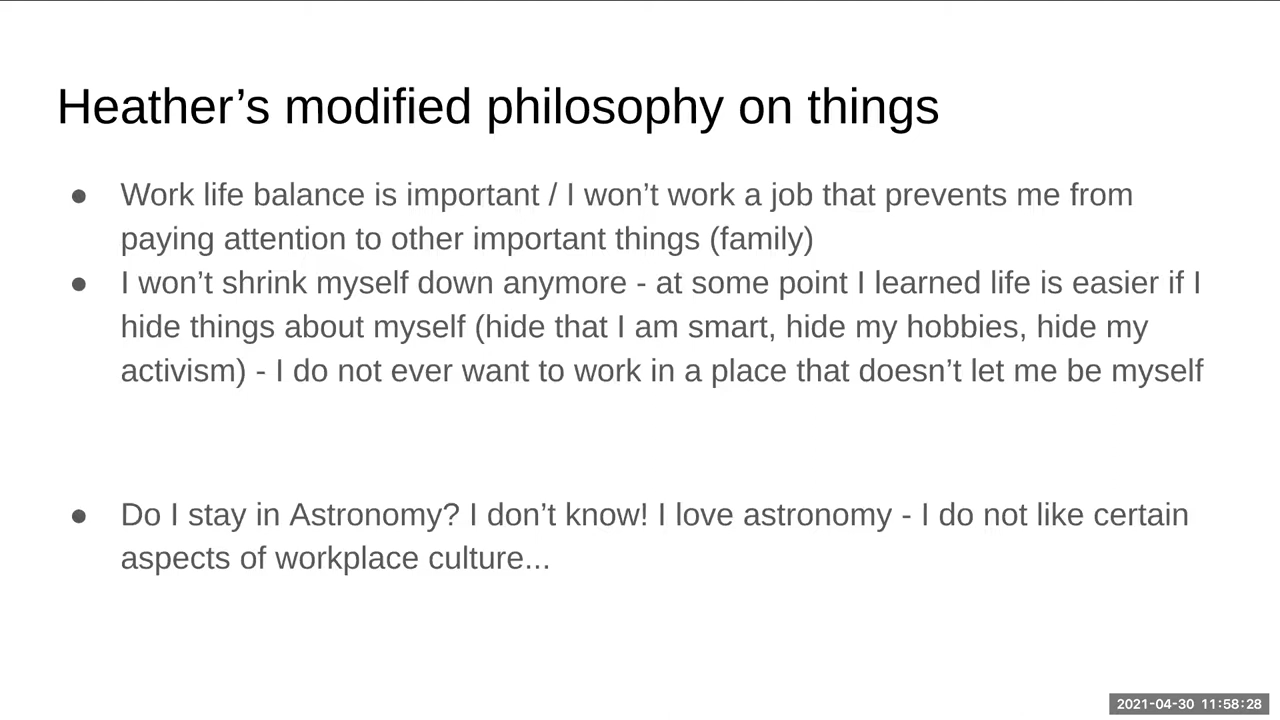 Heather’s modified philosophy on things
● Work life balance is important / I won’t work a job that prevents me from
paying attention to other important things (family)
● I won’t shrink myself down anymore - at some point I learned life is easier if I
hide things about myself (hide that I am smart, hide my hobbies, hide my
activism) - I do not ever want to work in a place that doesn’t let me be myself
● Do I stay in Astronomy? I don’t know! I love astronomy - I do not like certain
aspects of workplace culture...
2021-04-30 11:58:28